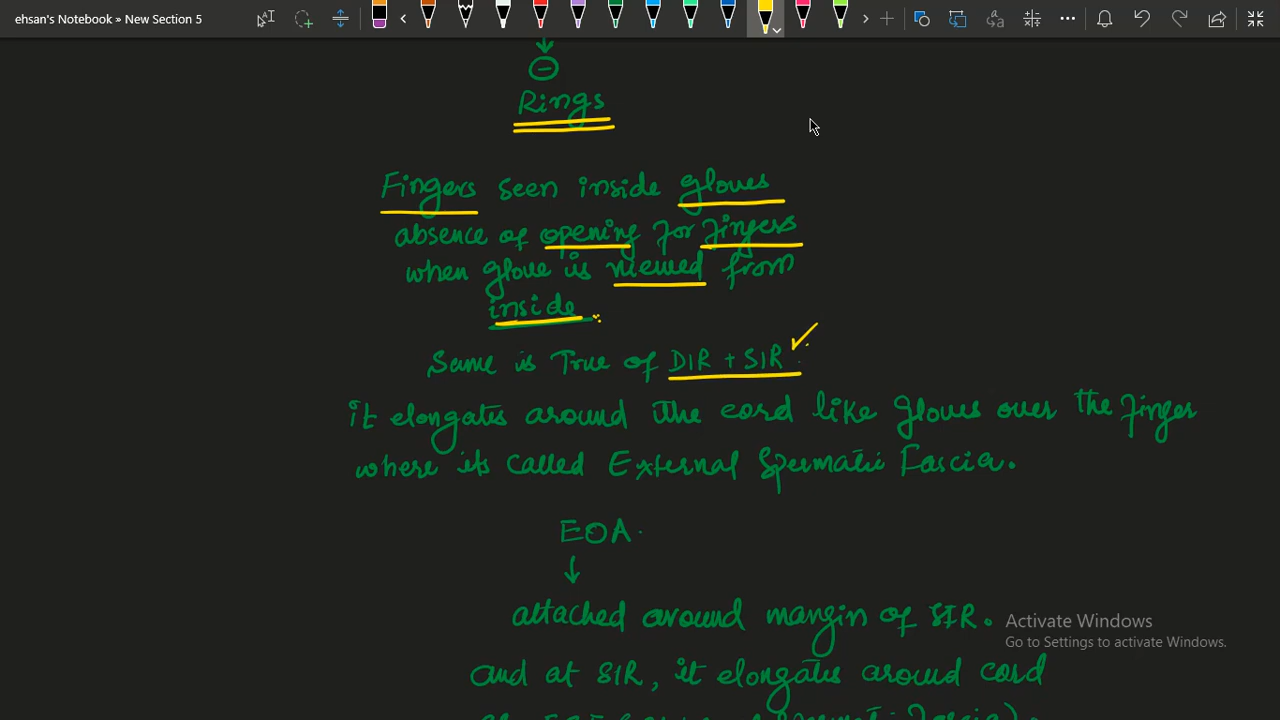 ehsan's Notebook » New Section 5
Rings
Fingers seen inside gloves
absence of opening for fingers
when glove is viewed from
inside
Same is True of DIR + SIR
it elongates around the cord like gloves over the finger
where its called External Spermatic Fascia.
EOA.
↓
attached around margin of SIR.
Activate Windows
Go to Settings to activate Windows.
and at SIR, it elongates around cord